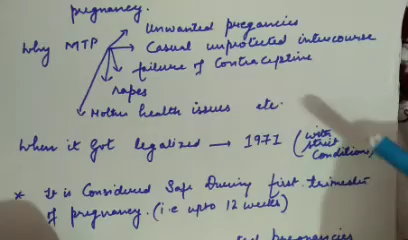 pregnancy.
Unwanted pregancies
Why MTP → Casual unprotected intercourse
failure of Contraceptive
rapes
Mother health issues etc.
When it got legalized → 1971 (with strict Conditions)
* It is Considered Safe During first trimester
of pregnancy. (i.e upto 12 weeks)
pregnancies